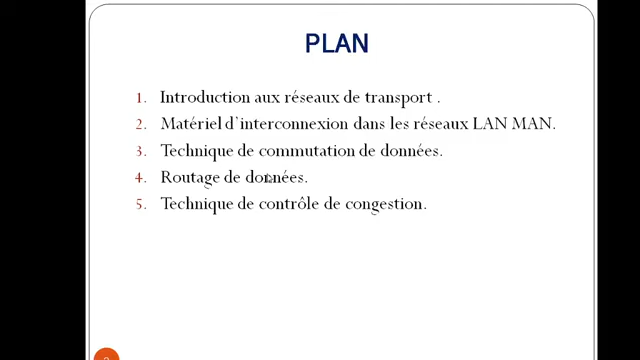 PLAN
1. Introduction aux réseaux de transport .
2. Matériel d`interconnexion dans les réseaux LAN MAN.
3. Technique de commutation de données.
4. Routage de données.
5. Technique de contrôle de congestion.